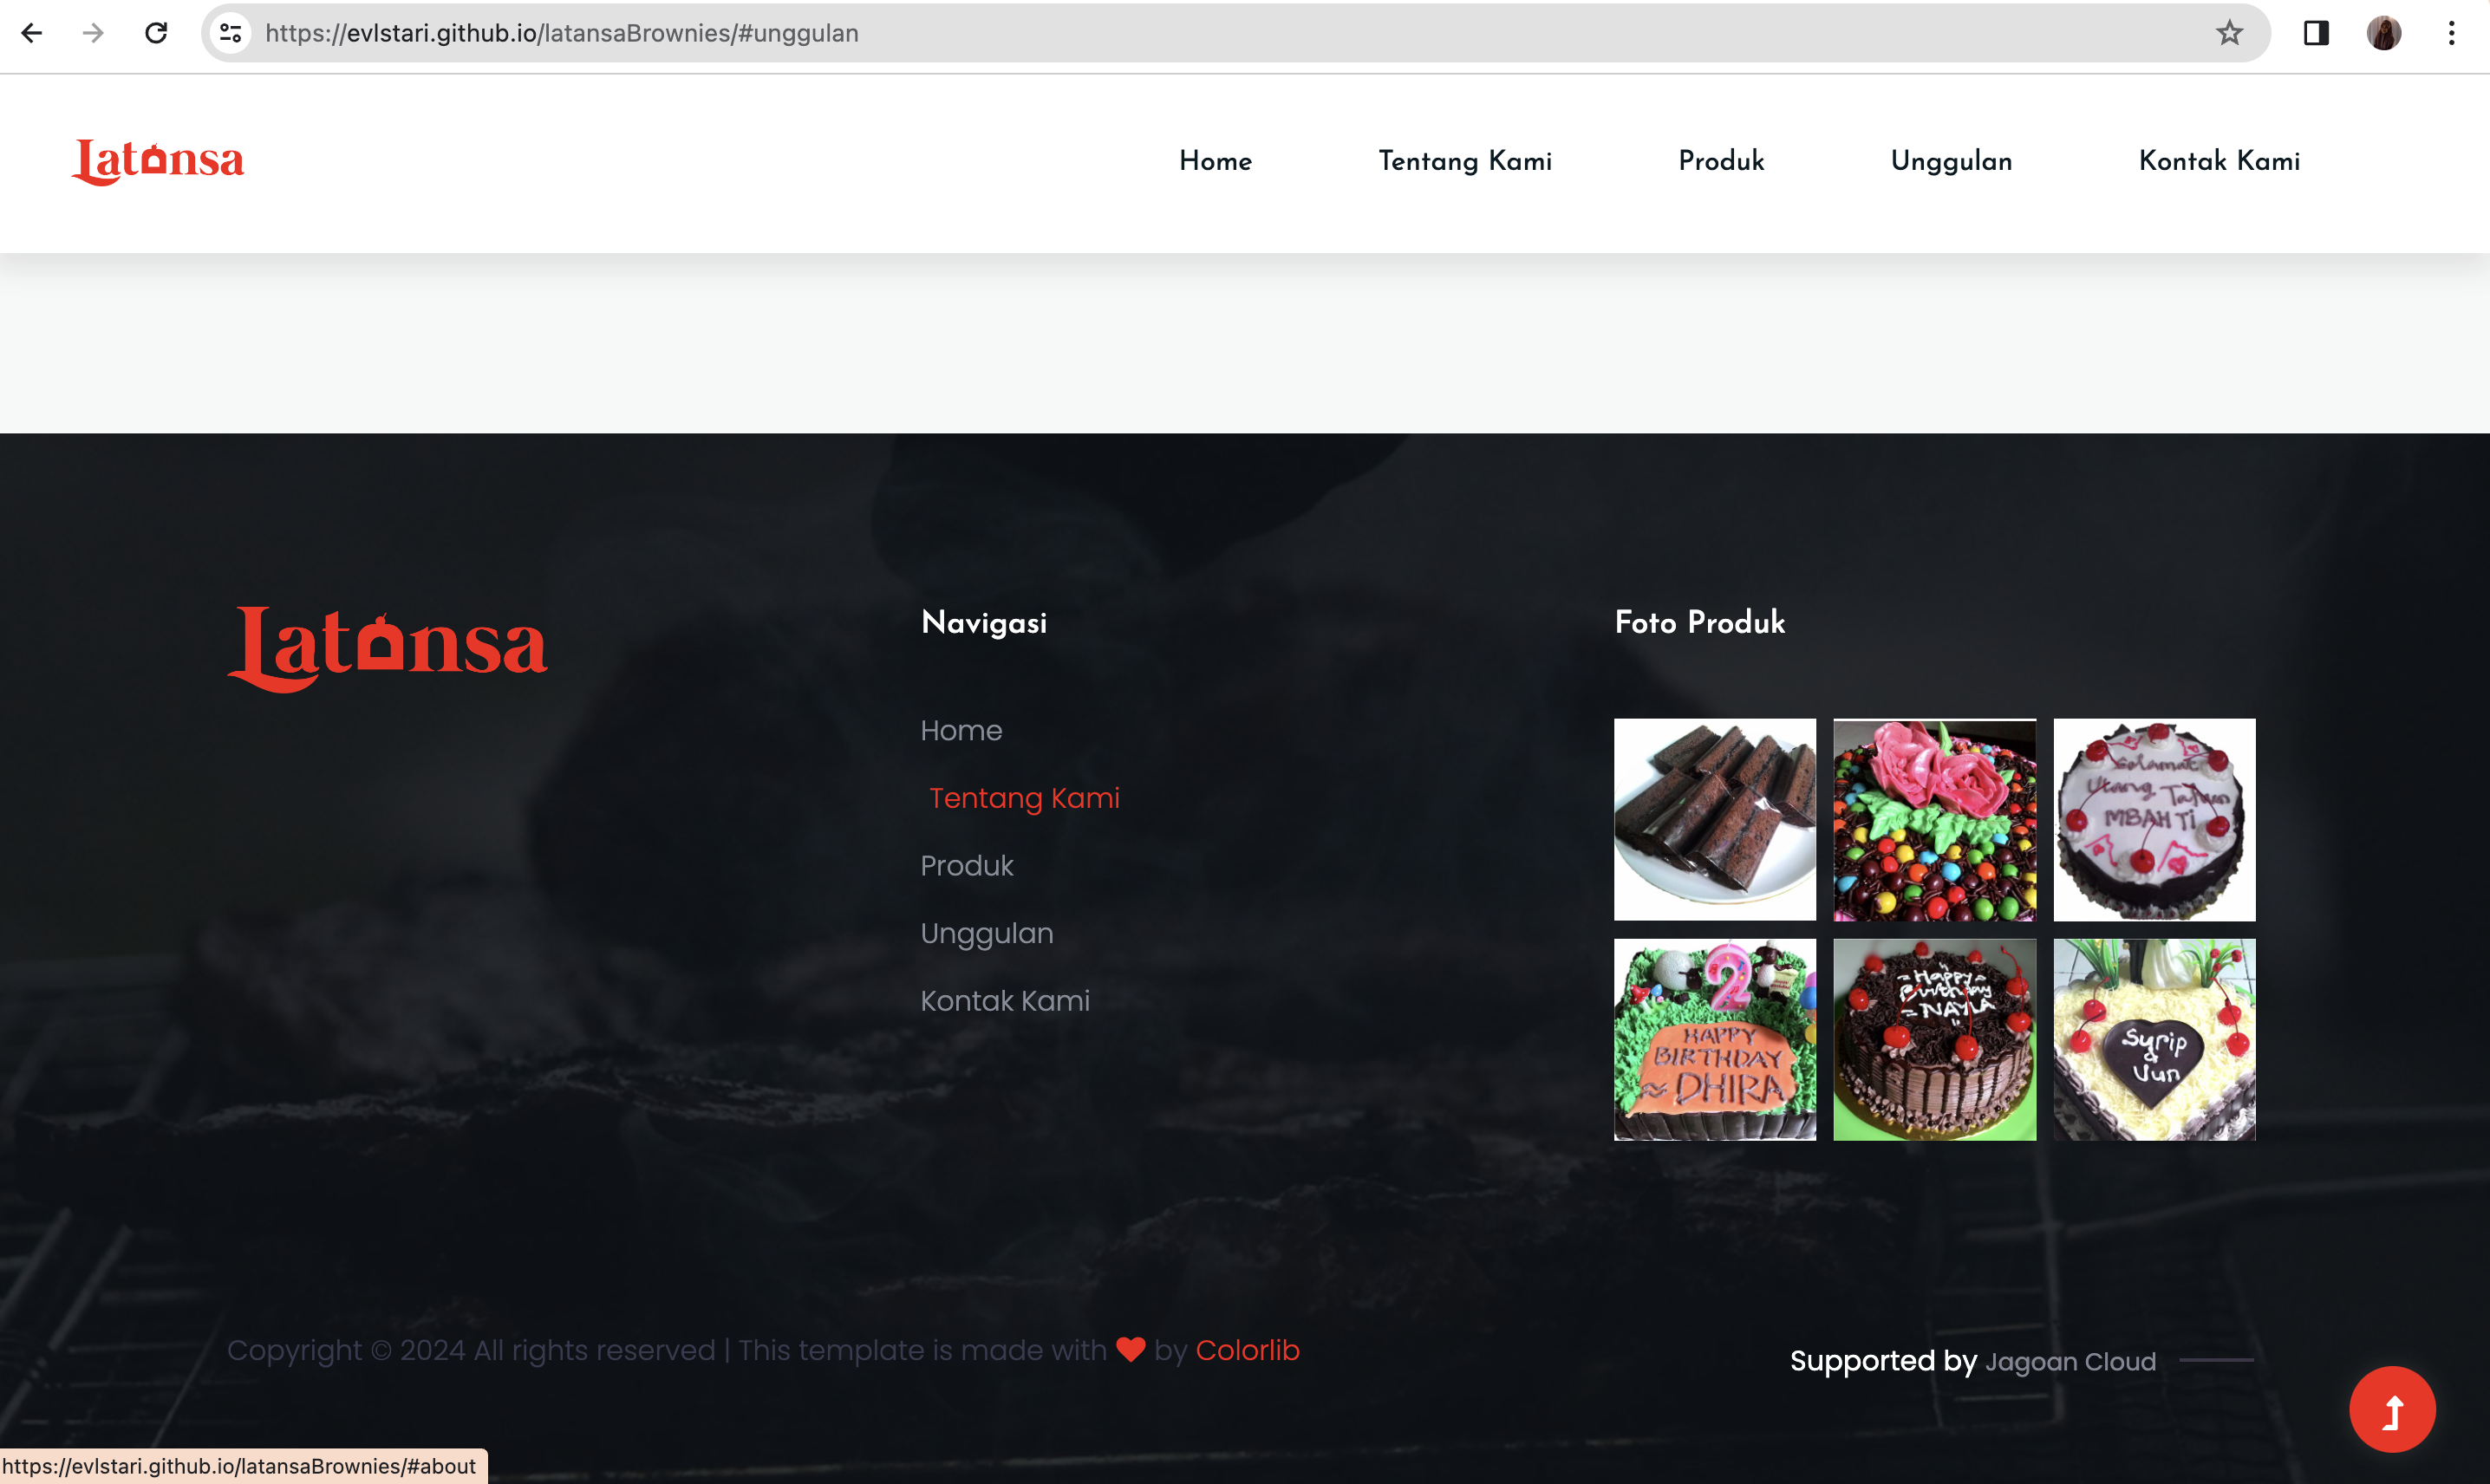 https://evlstari.github.io/latansaBrownies/#unggulan
Latansa
Home Tentang Kami Produk Unggulan Kontak Kami
Latansa
Navigasi
Home
Tentang Kami
Produk
Unggulan
Kontak Kami
Foto Produk
Selamat
Ulang Tahun
MBAH TI
2
HAPPY
BIRTHDAY
~ DHIRA
Happy
Birthday
NAYLA
Syrip
&
Yun
Copyright © 2024 All rights reserved | This template is made with ♥ by Colorlib
Supported by Jagoan Cloud
https://evlstari.github.io/latansaBrownies/#about